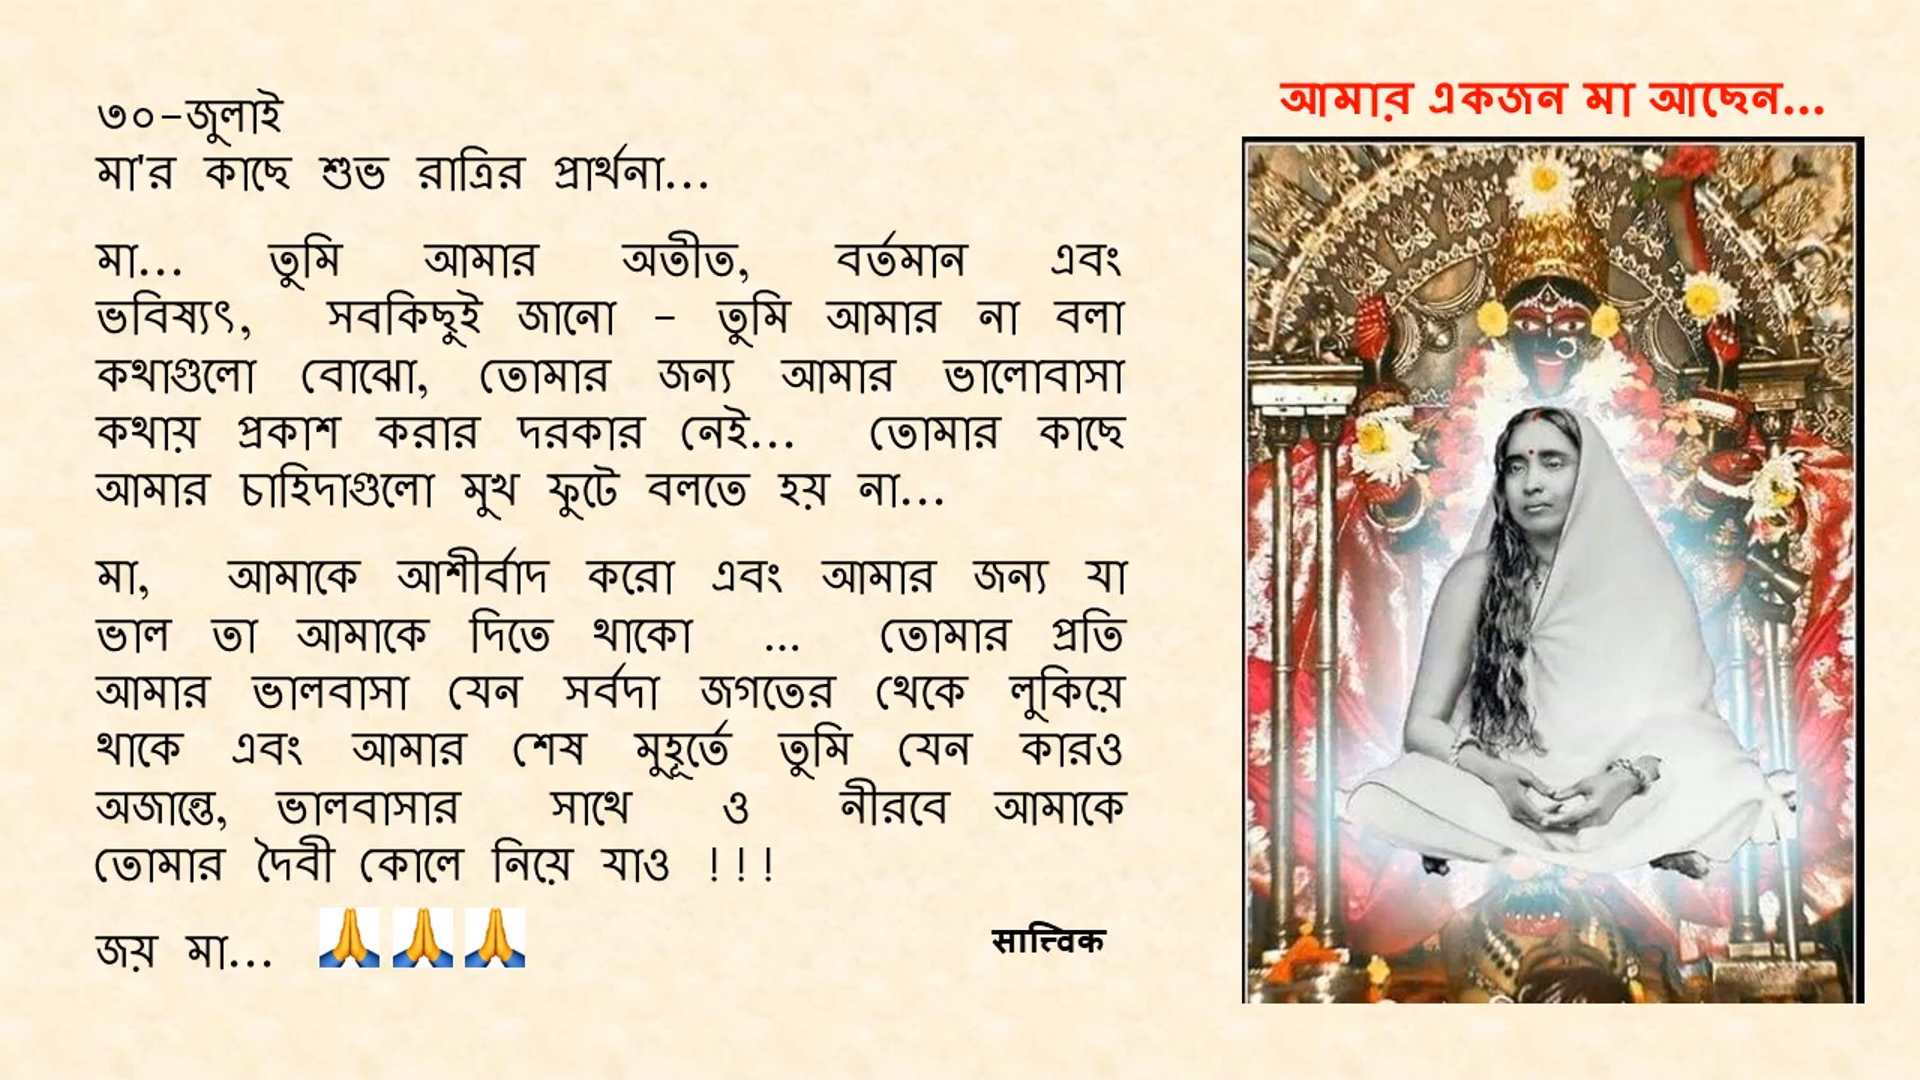 ৩০-জুলাই
মা'র কাছে শুভ রাত্রির প্রার্থনা...
মা... তুমি আমার অতীত, বর্তমান এবং
ভবিষ্যৎ, সবকিছুই জানো - তুমি আমার না বলা
কথাগুলো বোঝো, তোমার জন্য আমার ভালোবাসা
কথায় প্রকাশ করার দরকার নেই... তোমার কাছে
আমার চাহিদাগুলো মুখ ফুটে বলতে হয় না...
মা, আমাকে আশীর্বাদ করো এবং আমার জন্য যা
ভাল তা আমাকে দিতে থাকো ... তোমার প্রতি
আমার ভালবাসা যেন সর্বদা জগতের থেকে লুকিয়ে
থাকে এবং আমার শেষ মুহূর্তে তুমি যেন কারও
অজান্তে, ভালবাসার সাথে ও নীরবে আমাকে
তোমার দৈবী কোলে নিয়ে যাও !!!
জয় মা... 🙏🙏🙏
सात्त्विक
আমার একজন মা আছেন...